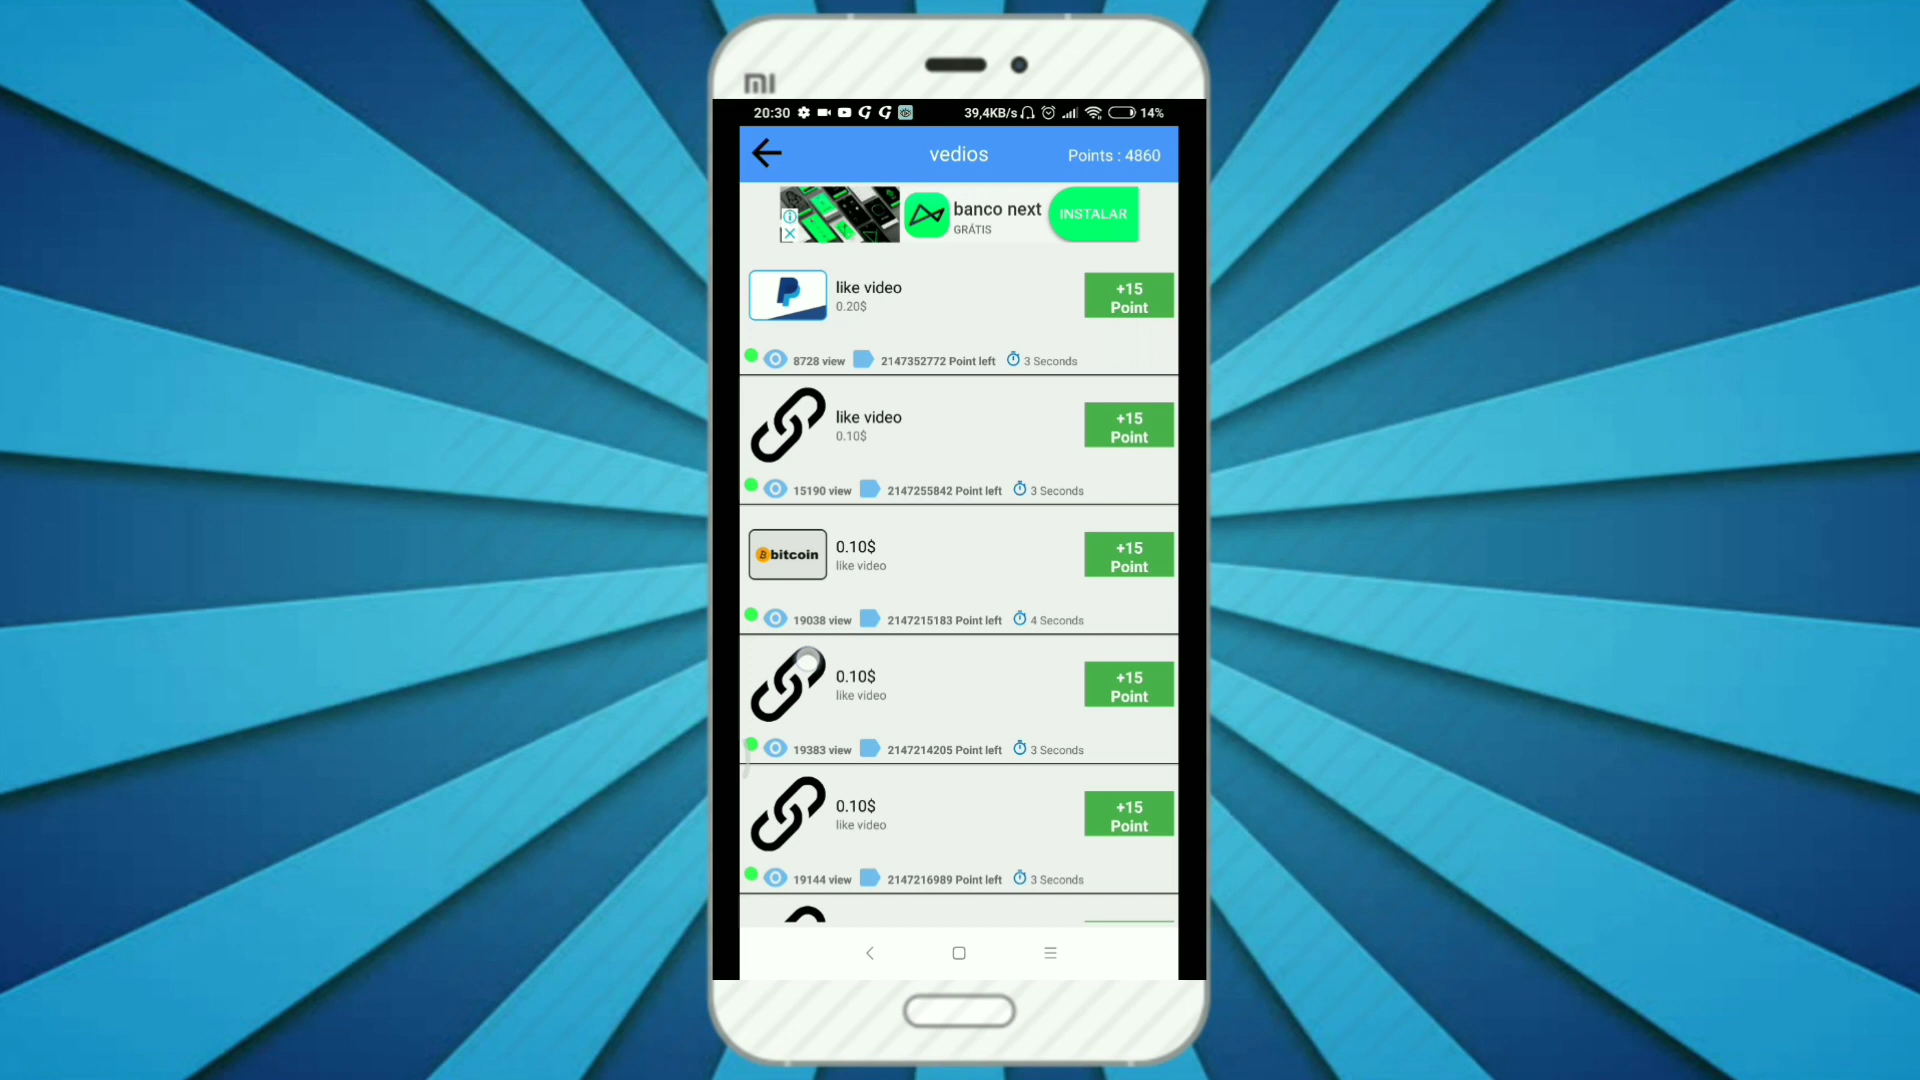 mi
20:30 39,4KB/s 14%
vedios
Points : 4860
banco next
GRÁTIS
INSTALAR
like video
0.20$
+15
Point
8728 view 2147352772 Point left 3 Seconds
like video
0.10$
+15
Point
15190 view 2147255842 Point left 3 Seconds
bitcoin
0.10$
like video
+15
Point
19038 view 2147215183 Point left 4 Seconds
0.10$
like video
+15
Point
19383 view 2147214205 Point left 3 Seconds
0.10$
like video
+15
Point
19144 view 2147216989 Point left 3 Seconds